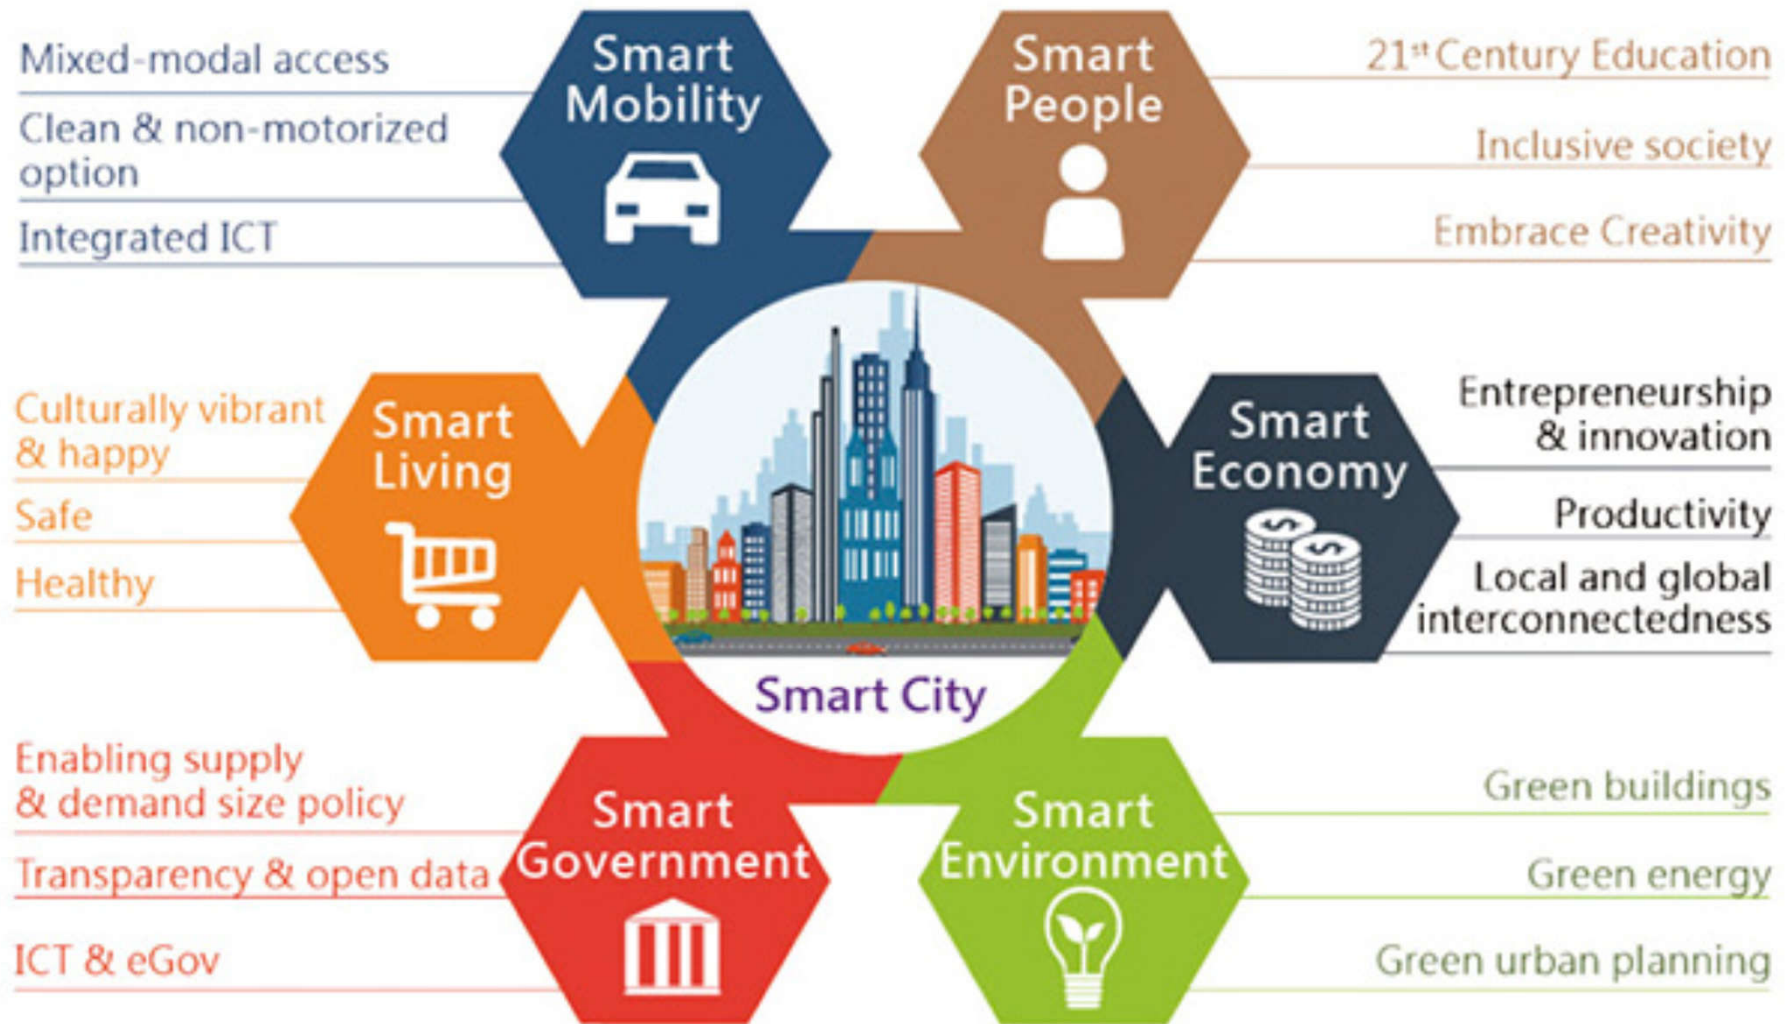 Mixed-modal access
Clean & non-motorized
option
Integrated ICT
Smart
Mobility
Smart
People
21st Century Education
Inclusive society
Embrace Creativity
Culturally vibrant
& happy
Safe
Healthy
Smart
Living
Smart
Economy
Entrepreneurship
& innovation
Productivity
Local and global
interconnectedness
Smart City
Enabling supply
& demand size policy
Transparency & open data
ICT & eGov
Smart
Government
Smart
Environment
Green buildings
Green energy
Green urban planning